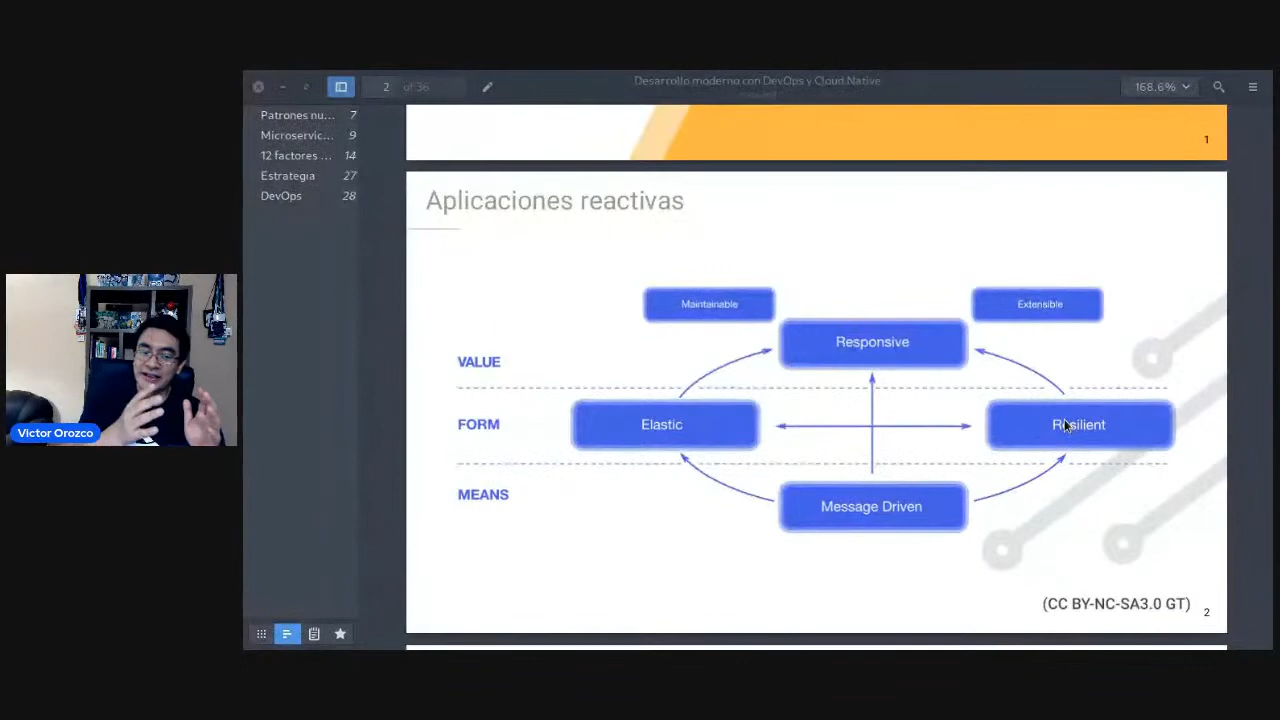 2 of 36
Desarrollo moderno con DevOps y Cloud Native
168.6%
Patrones nu... 7
Microservic... 9
12 factores ... 14
Estrategia 27
DevOps 28
1
Aplicaciones reactivas
Maintainable
Extensible
Responsive
VALUE
FORM
Elastic
Resilient
MEANS
Message Driven
(CC BY-NC-SA3.0 GT)
2
Victor Orozco